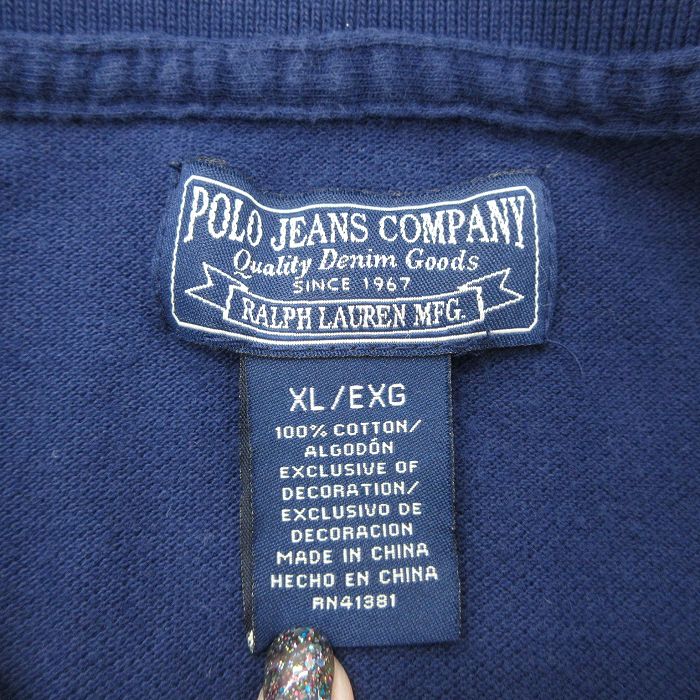 POLO JEANS COMPANY
Quality Denim Goods
SINCE 1967
RALPH LAUREN MFG.
XL/EXG
100% COTTON/
ALGODÓN
EXCLUSIVE OF
DECORATION/
EXCLUSIVO DE
DECORACION
MADE IN CHINA
HECHO EN CHINA
RN41381